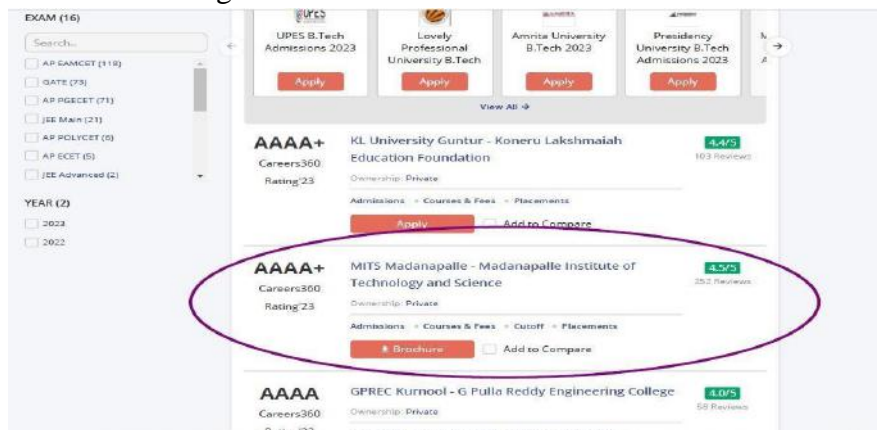 EXAM (16)
Search...
AP EAMCET (118)
GATE (73)
AP PGECET (71)
JEE Main (21)
AP POLYCET (6)
AP ECET (5)
JEE Advanced (2)
YEAR (2)
2023
2022
UPES
UPES B.Tech
Admissions 2023
Apply
Lovely
Professional
University B.Tech
Apply
Amrita University
B.Tech 2023
Apply
Presidency
University B.Tech
Admissions 2023
Apply
View All →
AAAA+
Careers360
Rating'23
KL University Guntur - Koneru Lakshmaiah
Education Foundation
Ownership: Private
Admissions • Courses & Fees • Placements
Apply
Add to Compare
4.4/5
103 Reviews
AAAA+
Careers360
Rating'23
MITS Madanapalle - Madanapalle Institute of
Technology and Science
Ownership: Private
Admissions • Courses & Fees • Cutoff • Placements
Brochure
Add to Compare
4.5/5
252 Reviews
AAAA
Careers360
GPREC Kurnool - G Pulla Reddy Engineering College
Ownership: Private
4.0/5
58 Reviews